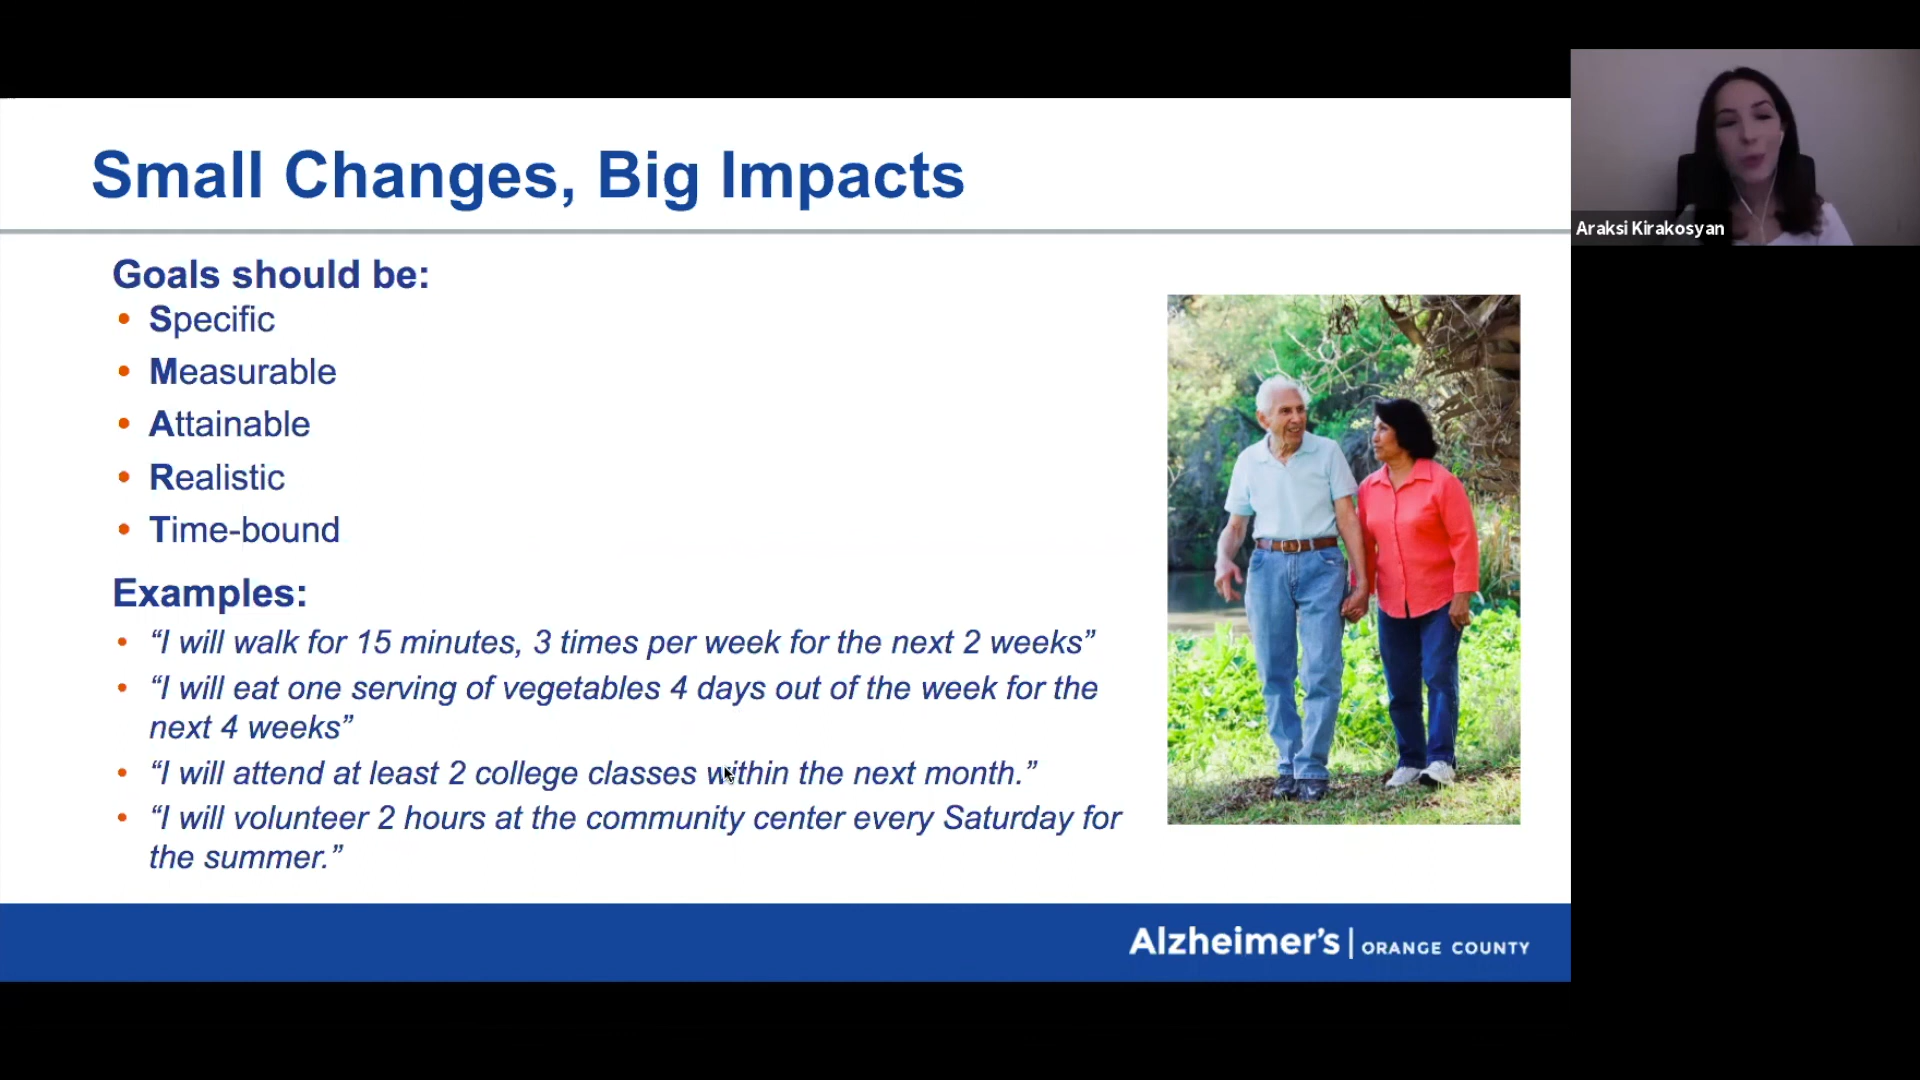 Small Changes, Big Impacts
Araksi Kirakosyan
Goals should be:
• Specific
• Measurable
• Attainable
• Realistic
• Time-bound
Examples:
• “I will walk for 15 minutes, 3 times per week for the next 2 weeks”
• “I will eat one serving of vegetables 4 days out of the week for the
next 4 weeks”
• “I will attend at least 2 college classes within the next month.”
• “I will volunteer 2 hours at the community center every Saturday for
the summer.”
Alzheimer's | ORANGE COUNTY